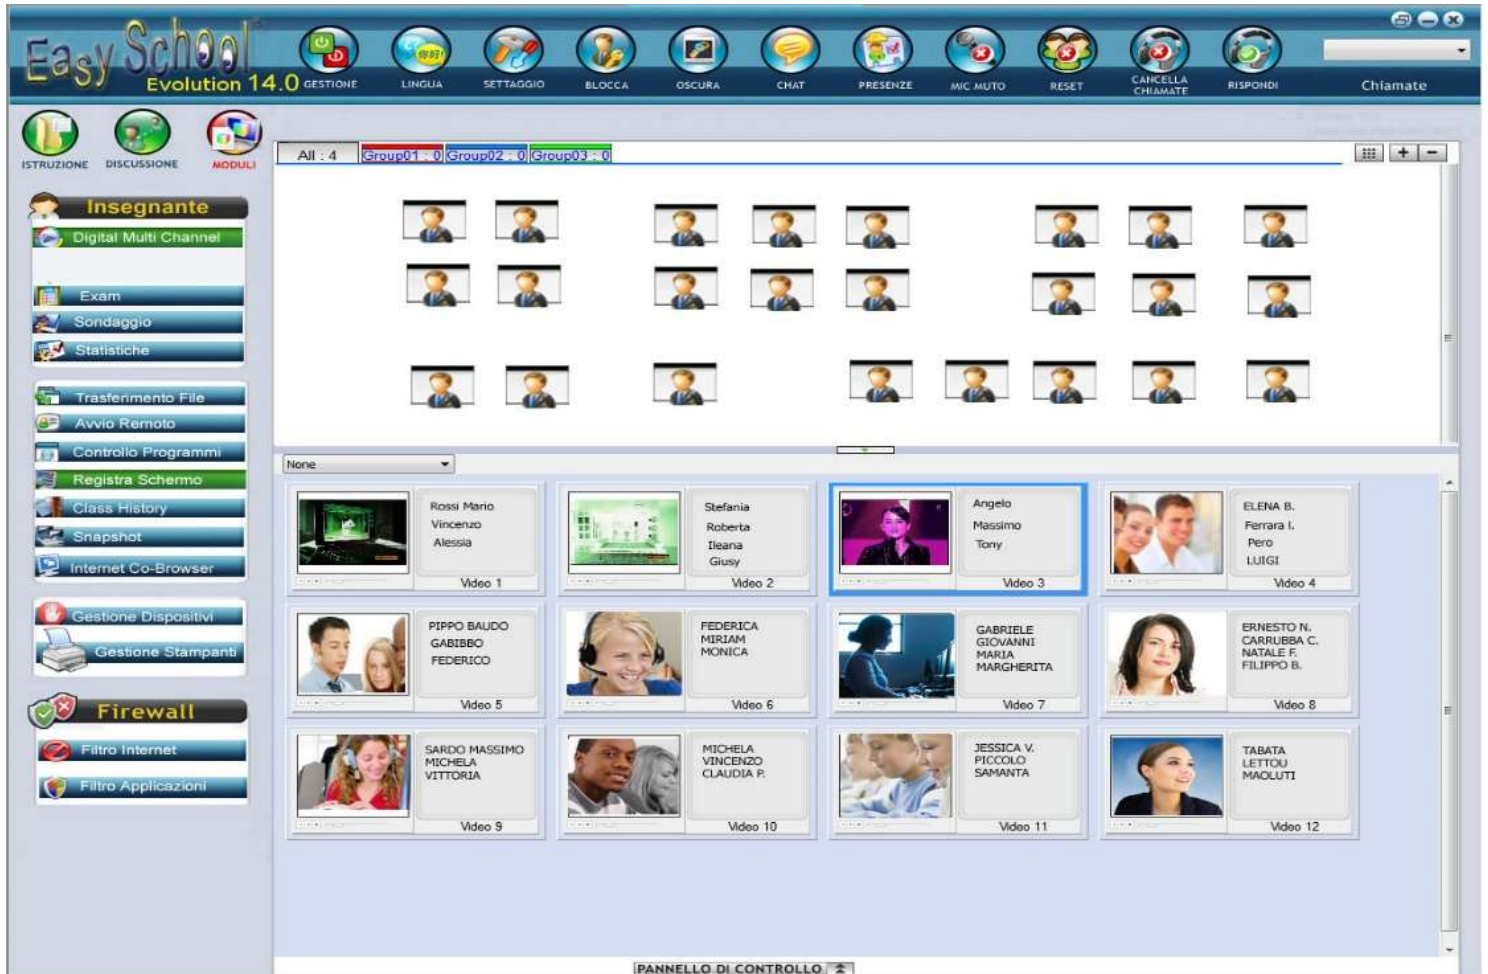 Easy School
Evolution 14.0
GESTIONE
你好!
LINGUA
SETTAGGIO
BLOCCA
OSCURA
CHAT
PRESENZE
MIC MUTO
RESET
CANCELLA
CHIAMATE
RISPONDI
Chiamate
ISTRUZIONE
DISCUSSIONE
MODULI
All : 4
Group01 : 0
Group02 : 0
Group03 : 0
Insegnante
Digital Multi Channel
Exam
Sondaggio
Statistiche
Trasferimento File
Avvio Remoto
Controllo Programmi
Registra Schermo
Class History
Snapshot
Internet Co-Browser
Gestione Dispositivi
Gestione Stampanti
Firewall
Filtro Internet
Filtro Applicazioni
None
Rossi Mario
Vincenzo
Alessia
Video 1
Stefania
Roberta
Ileana
Giusy
Video 2
Angelo
Massimo
Tony
Video 3
ELENA B.
Ferrara I.
Pero
LUIGI
Video 4
PIPPO BAUDO
GABIBBO
FEDERICO
Video 5
FEDERICA
MIRIAM
MONICA
Video 6
GABRIELE
GIOVANNI
MARIA
MARGHERITA
Video 7
ERNESTO N.
CARRUBBA C.
NATALE F.
FILIPPO B.
Video 8
SARDO MASSIMO
MICHELA
VITTORIA
Video 9
MICHELA
VINCENZO
CLAUDIA P.
Video 10
JESSICA V.
PICCOLO
SAMANTA
Video 11
TABATA
LETTOU
MAOLUTI
Video 12
PANNELLO DI CONTROLLO